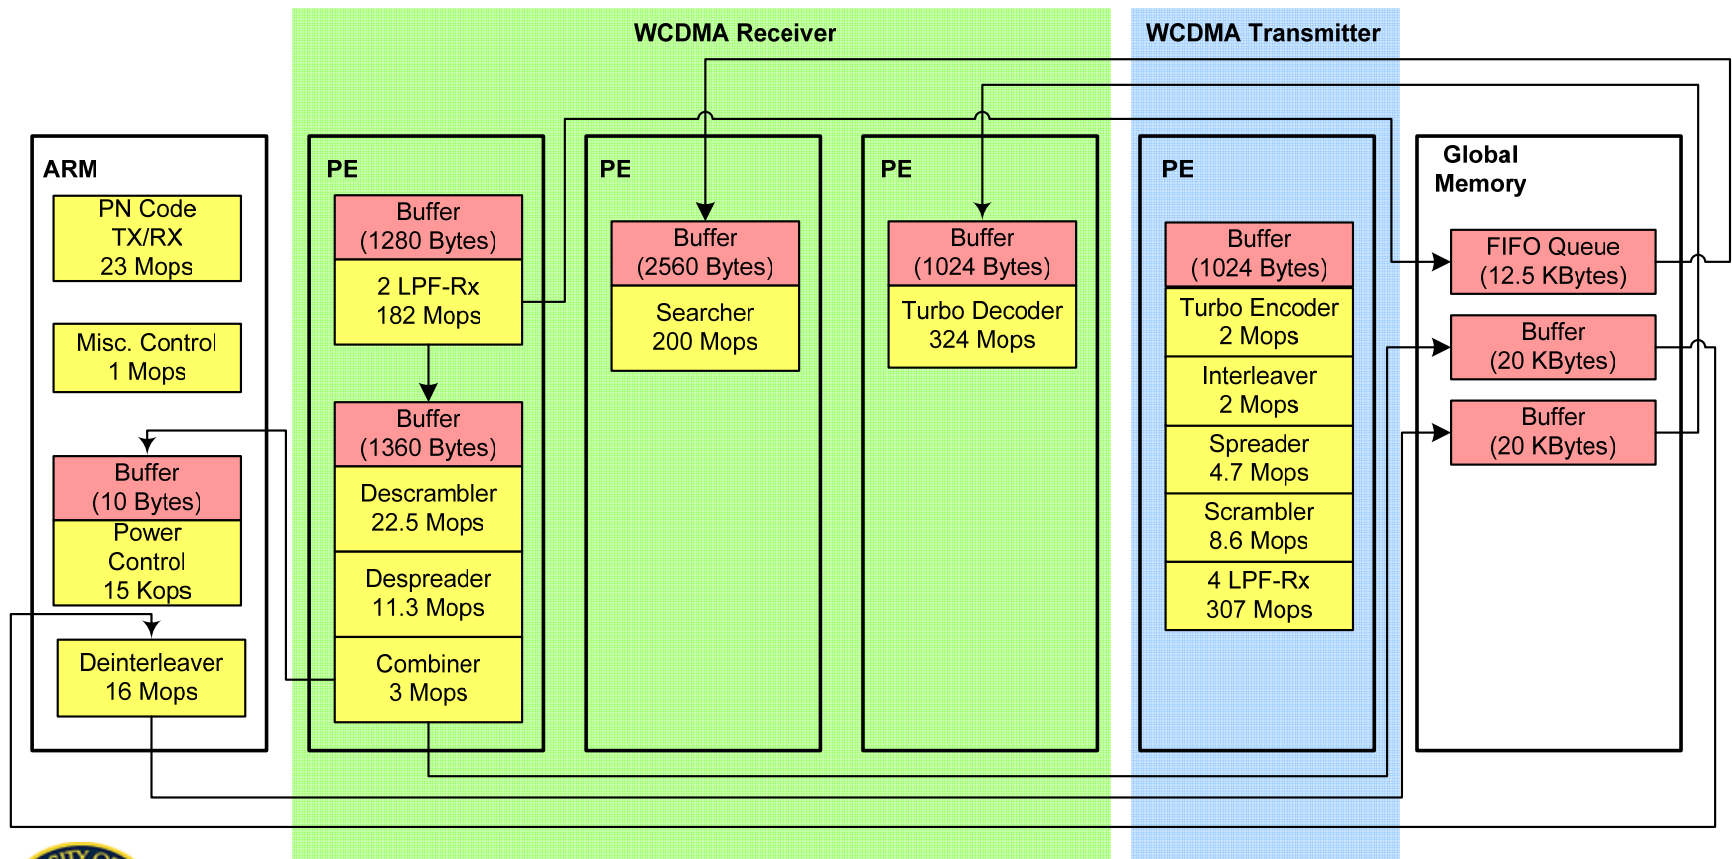 WCDMA Receiver
WCDMA Transmitter
ARM
PN Code
TX/RX
23 Mops
Misc. Control
1 Mops
Buffer
(10 Bytes)
Power
Control
15 Kops
Deinterleaver
16 Mops
PE
Buffer
(1280 Bytes)
2 LPF-Rx
182 Mops
Buffer
(1360 Bytes)
Descrambler
22.5 Mops
Despreader
11.3 Mops
Combiner
3 Mops
PE
Buffer
(2560 Bytes)
Searcher
200 Mops
PE
Buffer
(1024 Bytes)
Turbo Decoder
324 Mops
PE
Buffer
(1024 Bytes)
Turbo Encoder
2 Mops
Interleaver
2 Mops
Spreader
4.7 Mops
Scrambler
8.6 Mops
4 LPF-Rx
307 Mops
Global
Memory
FIFO Queue
(12.5 KBytes)
Buffer
(20 KBytes)
Buffer
(20 KBytes)